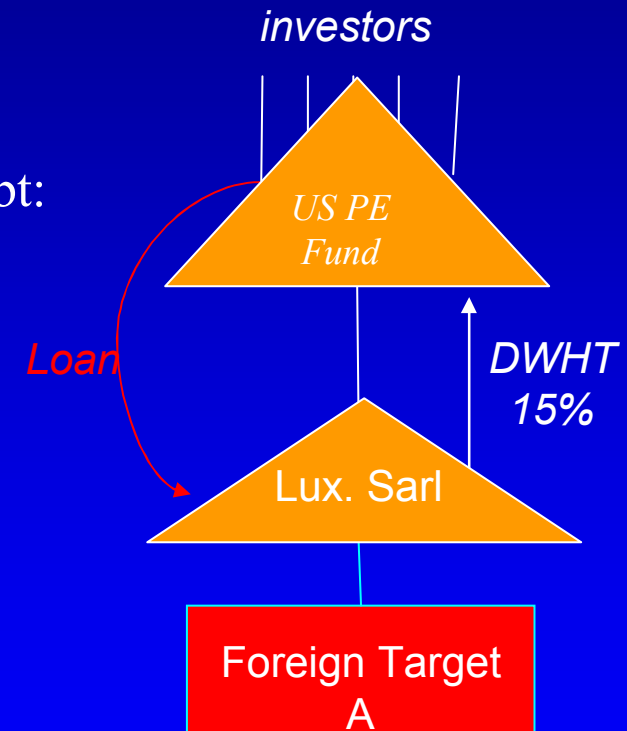 investors
US PE
Fund
Loan
DWHT
15%
Lux. Sarl
Foreign Target
A